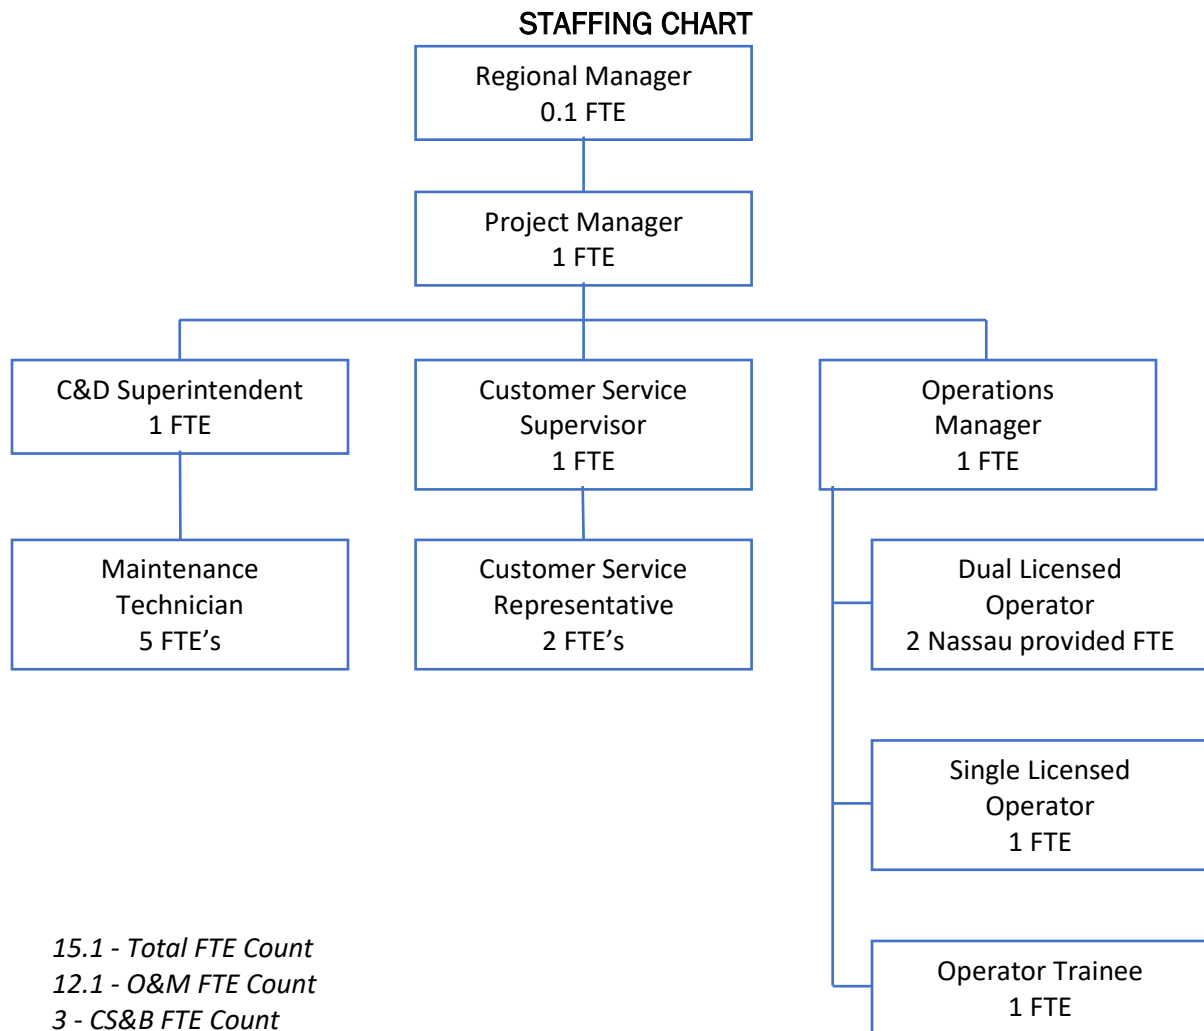 STAFFING CHART
Regional Manager
0.1 FTE
Project Manager
1 FTE
C&D Superintendent
1 FTE
Customer Service
Supervisor
1 FTE
Operations
Manager
1 FTE
Maintenance
Technician
5 FTE’s
Customer Service
Representative
2 FTE’s
Dual Licensed
Operator
2 Nassau provided FTE
Single Licensed
Operator
1 FTE
Operator Trainee
1 FTE
15.1 - Total FTE Count
12.1 - O&M FTE Count
3 - CS&B FTE Count